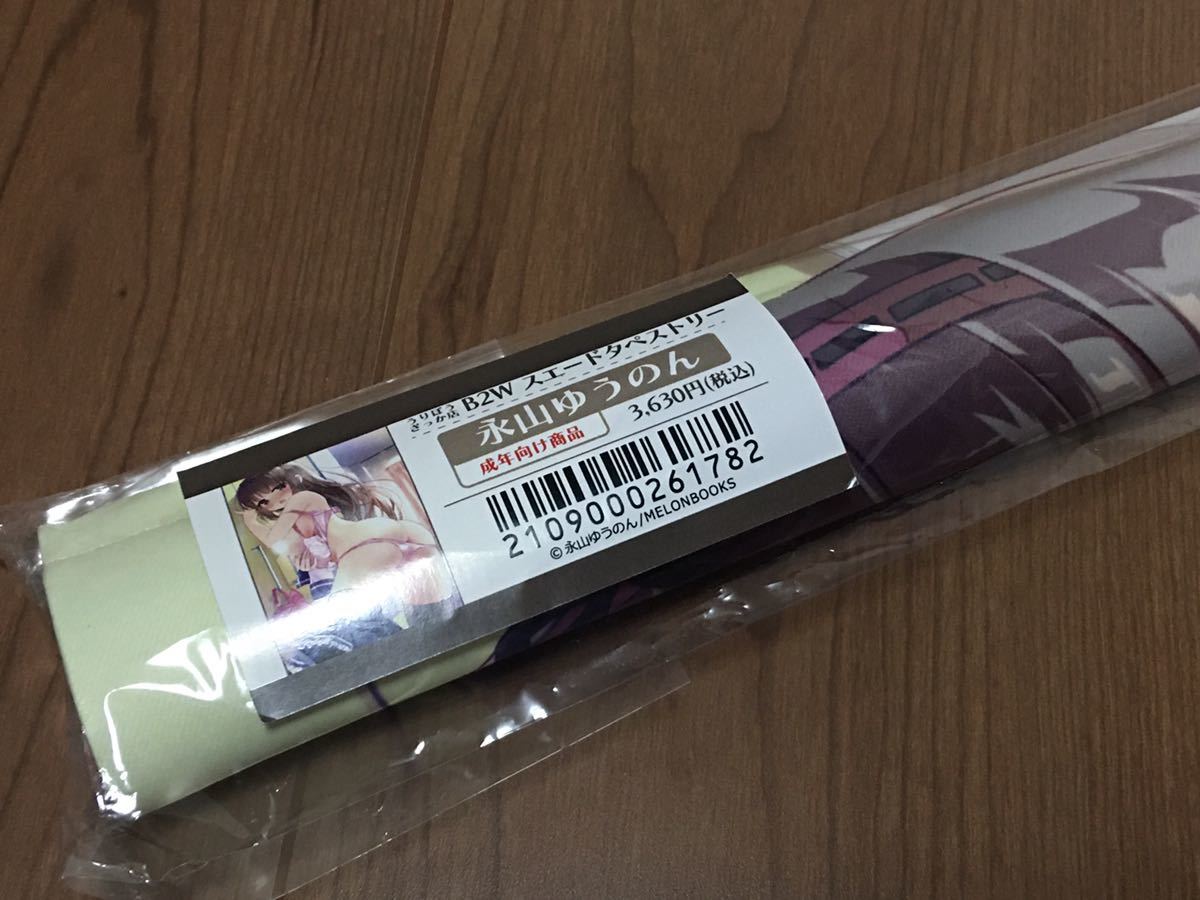 うりぼう
ざっか店 B2W スエードタペストリー
永山ゆうのん
成年向け商品 3,630円(税込)
2109000261782
©永山ゆうのん/MELONBOOKS